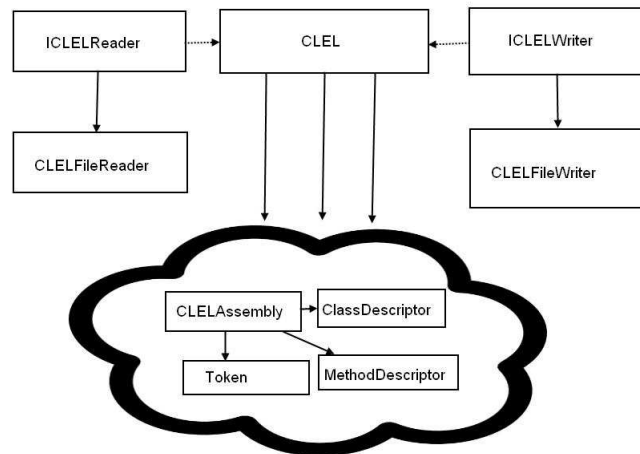 ICLELReader
CLEL
ICLELWriter
CLELFileReader
CLELFileWriter
CLELAssembly
ClassDescriptor
Token
MethodDescriptor